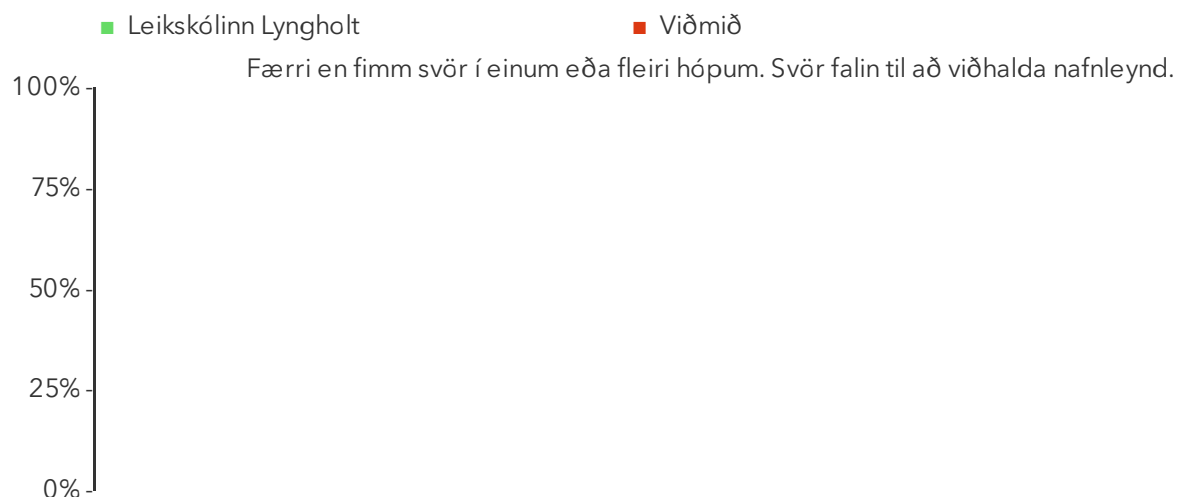 Leikskólinn Lyngholt Viðmið
Færri en fimm svör í einum eða fleiri hópum. Svör falin til að viðhalda nafnleynd.
100%
75%
50%
25%
0%